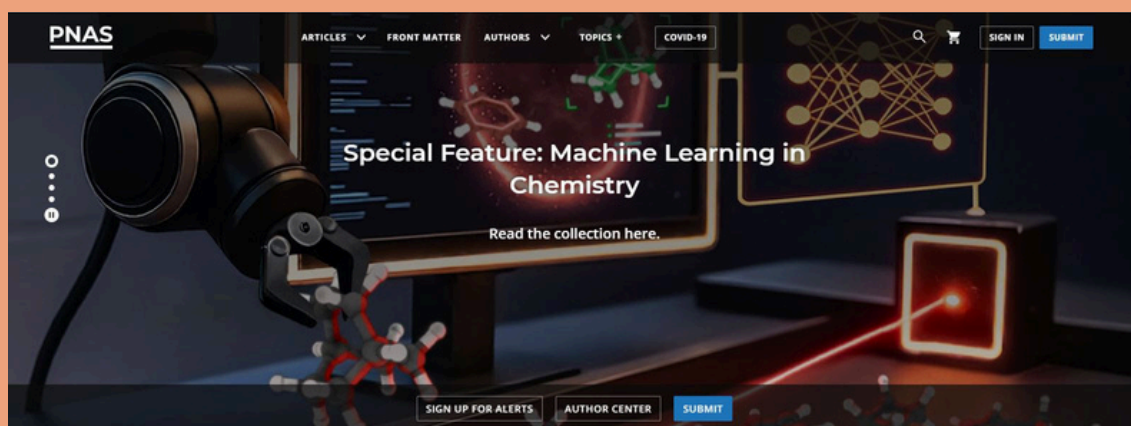 PNAS
ARTICLES
FRONT MATTER
AUTHORS
TOPICS +
COVID-19
SIGN IN
SUBMIT
Special Feature: Machine Learning in
Chemistry
Read the collection here.
SIGN UP FOR ALERTS
AUTHOR CENTER
SUBMIT